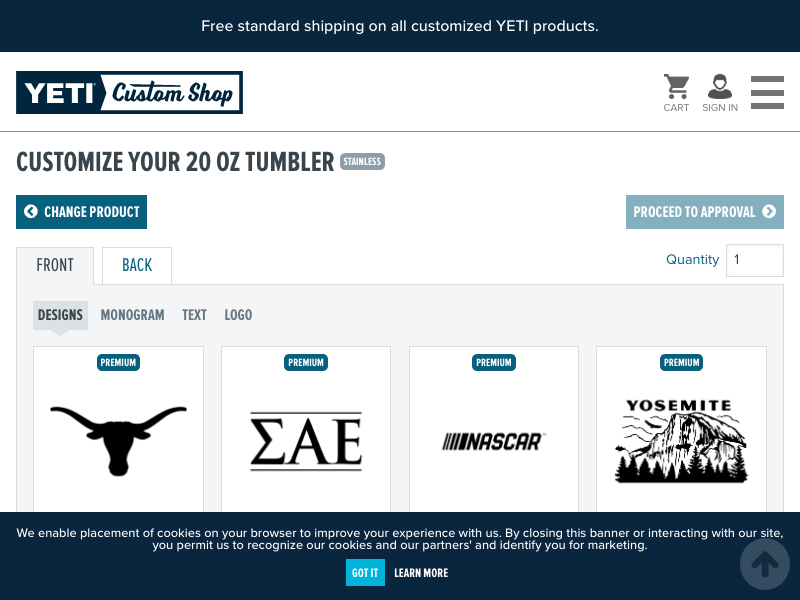 Free standard shipping on all customized YETI products.
YETI Custom Shop
CART
SIGN IN
CUSTOMIZE YOUR 20 OZ TUMBLER STAINLESS
CHANGE PRODUCT
PROCEED TO APPROVAL
FRONT
BACK
Quantity 1
DESIGNS MONOGRAM TEXT LOGO
PREMIUM PREMIUM PREMIUM PREMIUM
YOSEMITE
ΣΑΕ
NASCAR
We enable placement of cookies on your browser to improve your experience with us. By closing this banner or interacting with our site,
you permit us to recognize our cookies and our partners' and identify you for marketing.
GOT IT LEARN MORE